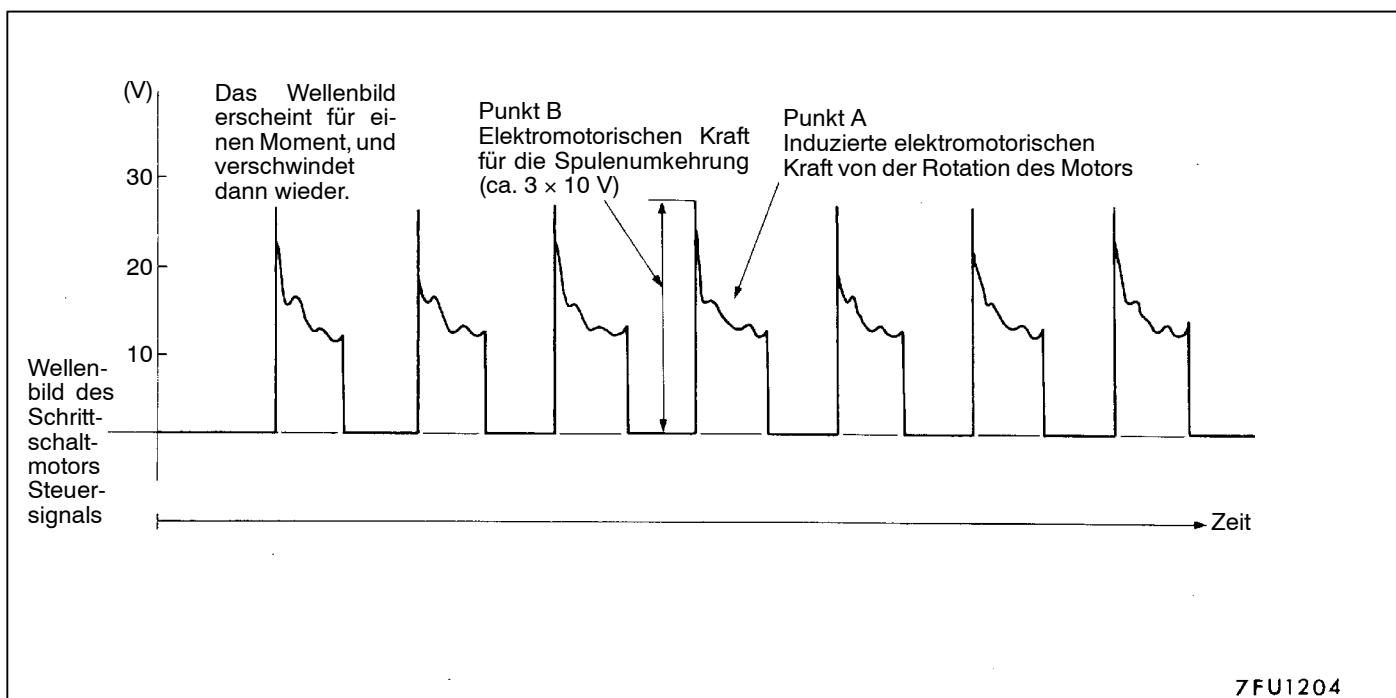 (V)
Das Wellenbild
erscheint für ei-
nen Moment, und
verschwindet
dann wieder.
Punkt B
Elektromotorischen Kraft
für die Spulenumkehrung
(ca. 3 × 10 V)
Punkt A
Induzierte elektromotorischen
Kraft von der Rotation des Motors
30
20
10
Wellen-
bild des
Schritt-
schalt-
motors
Steuer-
signals
Zeit
7FU1204